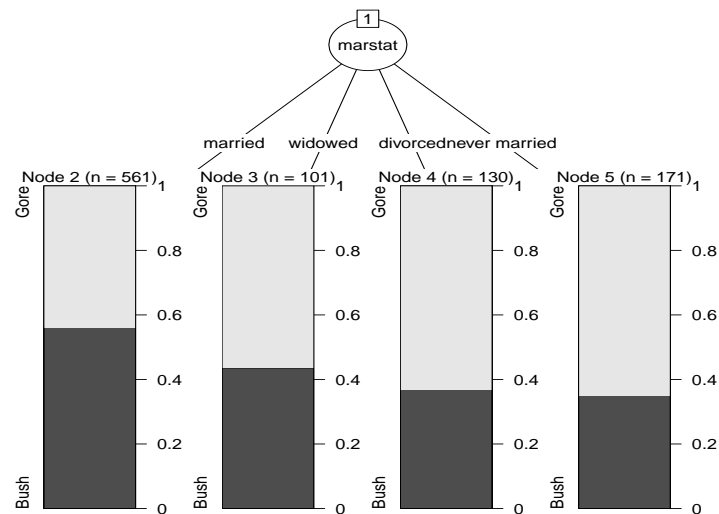 1
marstat
married widowed divorced never married
Node 2 (n = 561) Node 3 (n = 101) Node 4 (n = 130) Node 5 (n = 171)
Gore 1 Gore 1 Gore 1 Gore 1
0.8 0.8 0.8 0.8
0.6 0.6 0.6 0.6
0.4 0.4 0.4 0.4
0.2 0.2 0.2 0.2
Bush 0 Bush 0 Bush 0 Bush 0